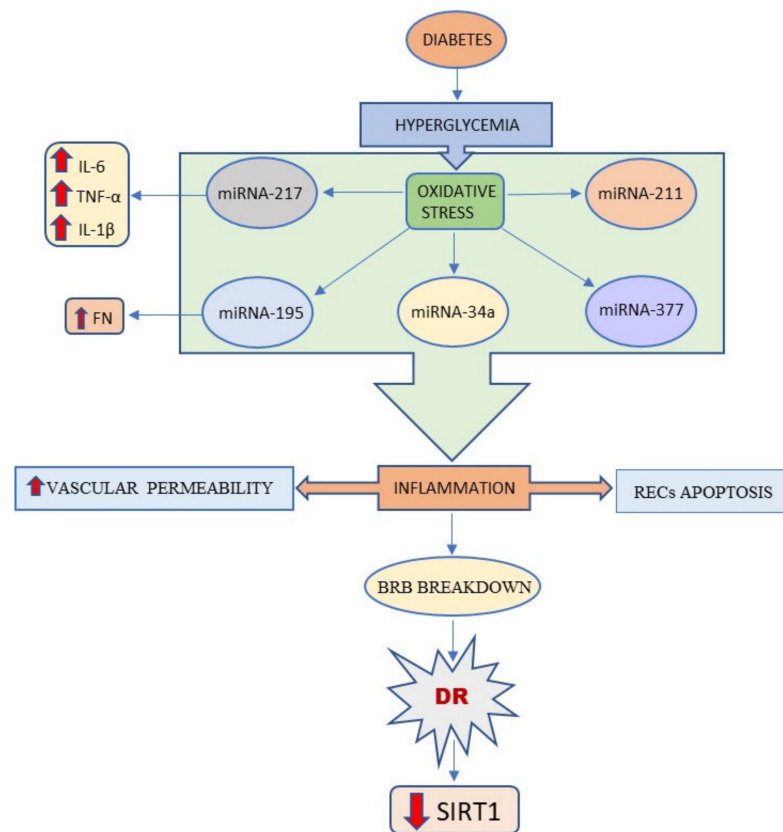 DIABETES
HYPERGLYCEMIA
IL-6
TNF-α
IL-1β
miRNA-217
OXIDATIVE
STRESS
miRNA-211
FN
miRNA-195
miRNA-34a
miRNA-377
VASCULAR PERMEABILITY
INFLAMMATION
RECs APOPTOSIS
BRB BREAKDOWN
DR
SIRT1